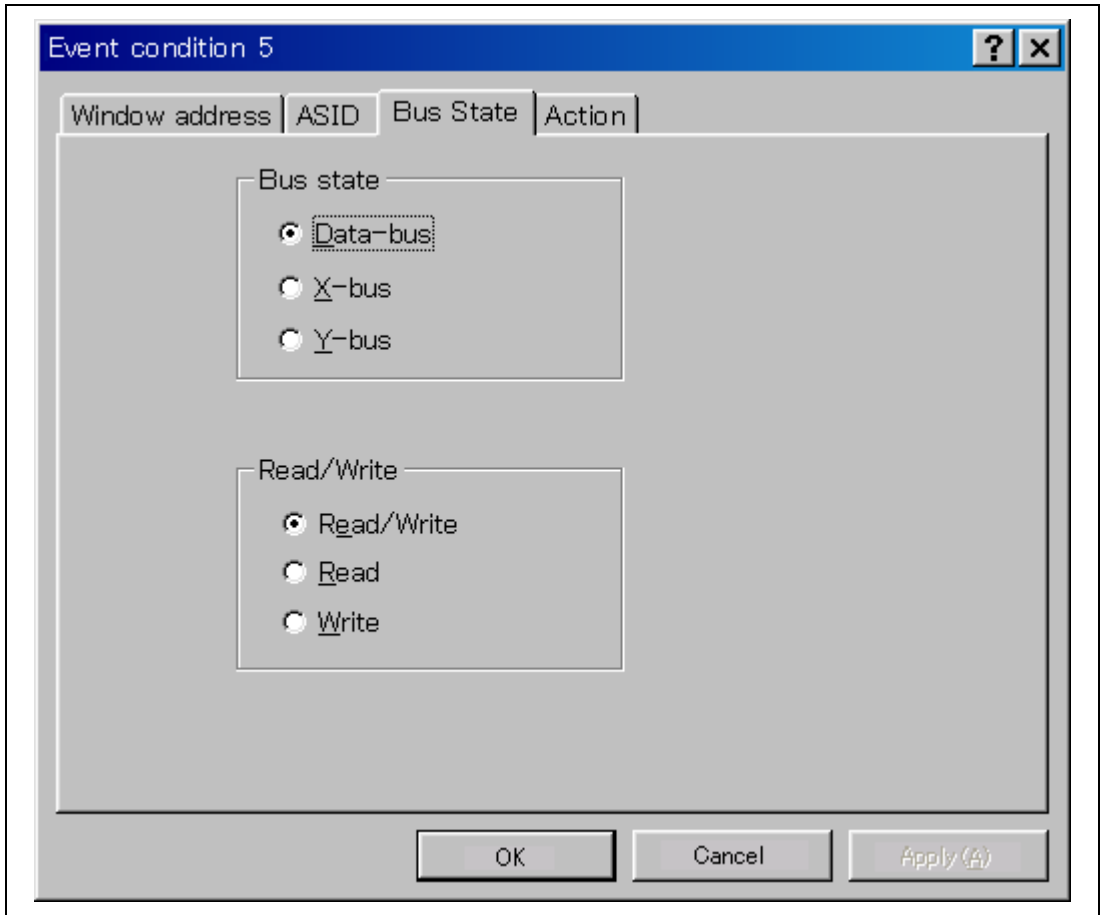 Event condition 5
Window address ASID Bus State Action
Bus state
Data-bus
X-bus
Y-bus
Read/Write
Read/Write
Read
Write
OK Cancel Apply (A)